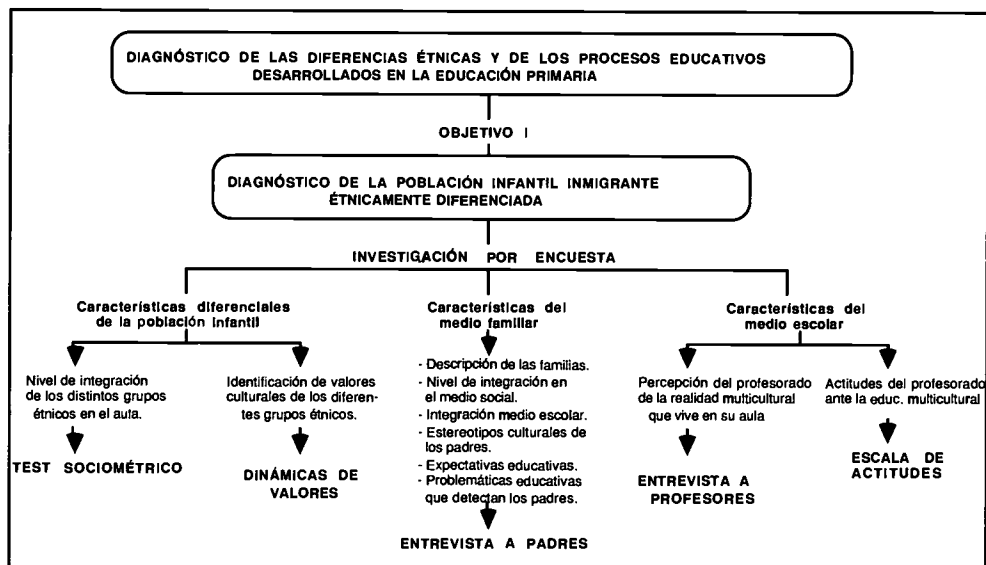 DIAGNÓSTICO DE LAS DIFERENCIAS ÉTNICAS Y DE LOS PROCESOS EDUCATIVOS
DESARROLLADOS EN LA EDUCACIÓN PRIMARIA
OBJETIVO I
DIAGNÓSTICO DE LA POBLACIÓN INFANTIL INMIGRANTE
ÉTNICAMENTE DIFERENCIADA
INVESTIGACIÓN POR ENCUESTA
Características diferenciales
de la población infantil
Nivel de integración
de los distintos grupos
étnicos en el aula.
TEST SOCIOMÉTRICO
Identificación de valores
culturales de los diferen
tes grupos étnicos.
DINÁMICAS DE
VALORES
Características del
medio familiar
- Descripción de las familias.
- Nivel de integración en
el medio social.
- Integración medio escolar.
- Estereotipos culturales de
los padres.
- Expectativas educativas.
- Problemáticas educativas
que detectan los padres.
ENTREVISTA A PADRES
Características del
medio escolar
Percepción del profesorado
de la realidad multicultural
que vive en su aula
ENTREVISTA A
PROFESORES
Actitudes del profesorado
ante la educ. multicultural
ESCALA DE
ACTITUDES